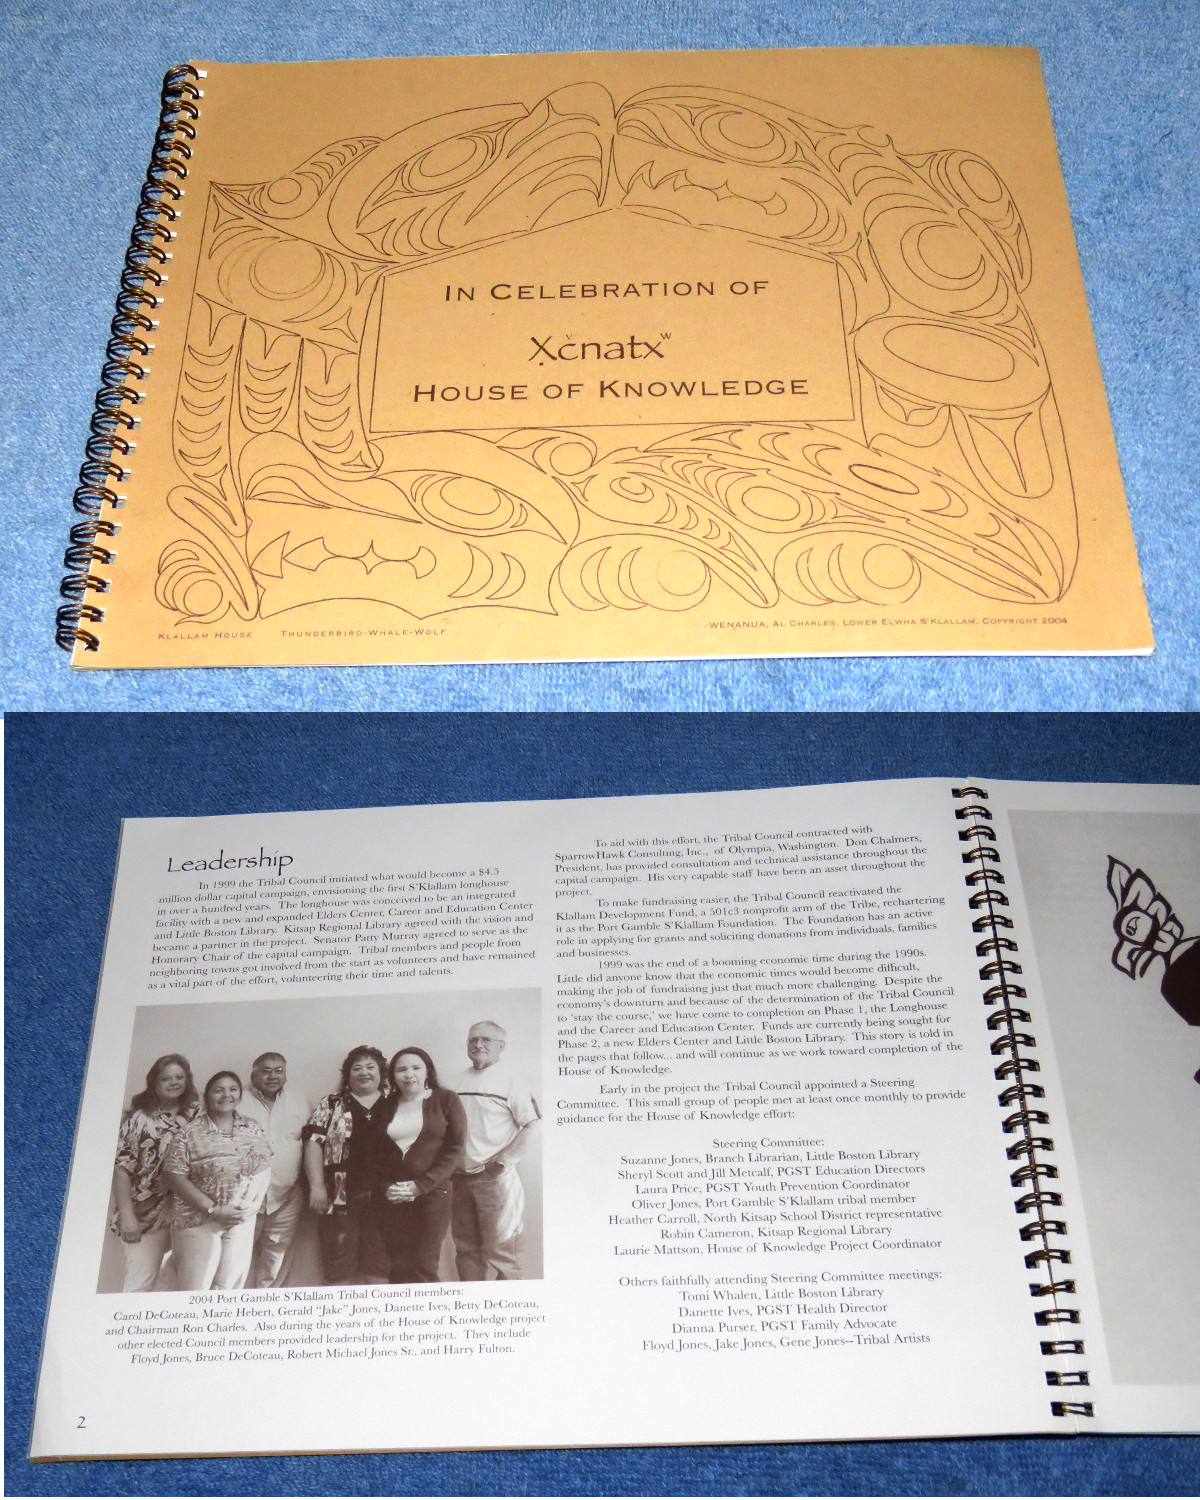 IN CELEBRATION OF
X̣č̓natxʷ
HOUSE OF KNOWLEDGE
KLALLAM HOUSE THUNDERBIRD-WHALE-WOLF
WENANUA, AL CHARLES, LOWER ELWHA S'KLALLAM, COPYRIGHT 2004
Leadership
In 1999 the Tribal Council initiated what would become a $4.5
million dollar capital campaign, envisioning the first S'Klallam longhouse
in over a hundred years. The longhouse was conceived to be an integrated
facility with a new and expanded Elders Center, Career and Education Center
and Little Boston Library. Kitsap Regional Library agreed with the vision and
became a partner in the project. Senator Patty Murray agreed to serve as the
Honorary Chair of the capital campaign. Tribal members and people from
neighboring towns got involved from the start as volunteers and have remained
as a vital part of the effort, volunteering their time and talents.
2004 Port Gamble S'Klallam Tribal Council members:
Carol DeCoteau, Marie Hebert, Gerald "Jake" Jones, Danette Ives, Betty DeCoteau,
and Chairman Ron Charles. Also during the years of the House of Knowledge project
other elected Council members provided leadership for the project. They include
Floyd Jones, Bruce DeCoteau, Robert Michael Jones Sr., and Harry Fulton.
2
To aid with this effort, the Tribal Council contracted with
SparrowHawk Consulting, Inc., of Olympia, Washington. Don Chalmers,
President, has provided consultation and technical assistance throughout the
capital campaign. His very capable staff have been an asset throughout the
project.
To make fundraising easier, the Tribal Council reactivated the
Klallam Development Fund, a 501c3 nonprofit arm of the Tribe, rechartering
it as the Port Gamble S'Klallam Foundation. The Foundation has an active
role in applying for grants and soliciting donations from individuals, families
and businesses.
1999 was the end of a booming economic time during the 1990s.
Little did anyone know that the economic times would become difficult,
making the job of fundraising just that much more challenging. Despite the
economy's downturn and because of the determination of the Tribal Council
to 'stay the course,' we have come to completion on Phase 1, the Longhouse
and the Career and Education Center. Funds are currently being sought for
Phase 2, a new Elders Center and Little Boston Library. This story is told in
the pages that follow... and will continue as we work toward completion of the
House of Knowledge.
Early in the project the Tribal Council appointed a Steering
Committee. This small group of people met at least once monthly to provide
guidance for the House of Knowledge effort:
Steering Committee:
Suzanne Jones, Branch Librarian, Little Boston Library
Sheryl Scott and Jill Metcalf, PGST Education Directors
Laura Price, PGST Youth Prevention Coordinator
Oliver Jones, Port Gamble S'Klallam tribal member
Heather Carroll, North Kitsap School District representative
Robin Cameron, Kitsap Regional Library
Laurie Mattson, House of Knowledge Project Coordinator
Others faithfully attending Steering Committee meetings:
Tomi Whalen, Little Boston Library
Danette Ives, PGST Health Director
Dianna Purser, PGST Family Advocate
Floyd Jones, Jake Jones, Gene Jones--Tribal Artists